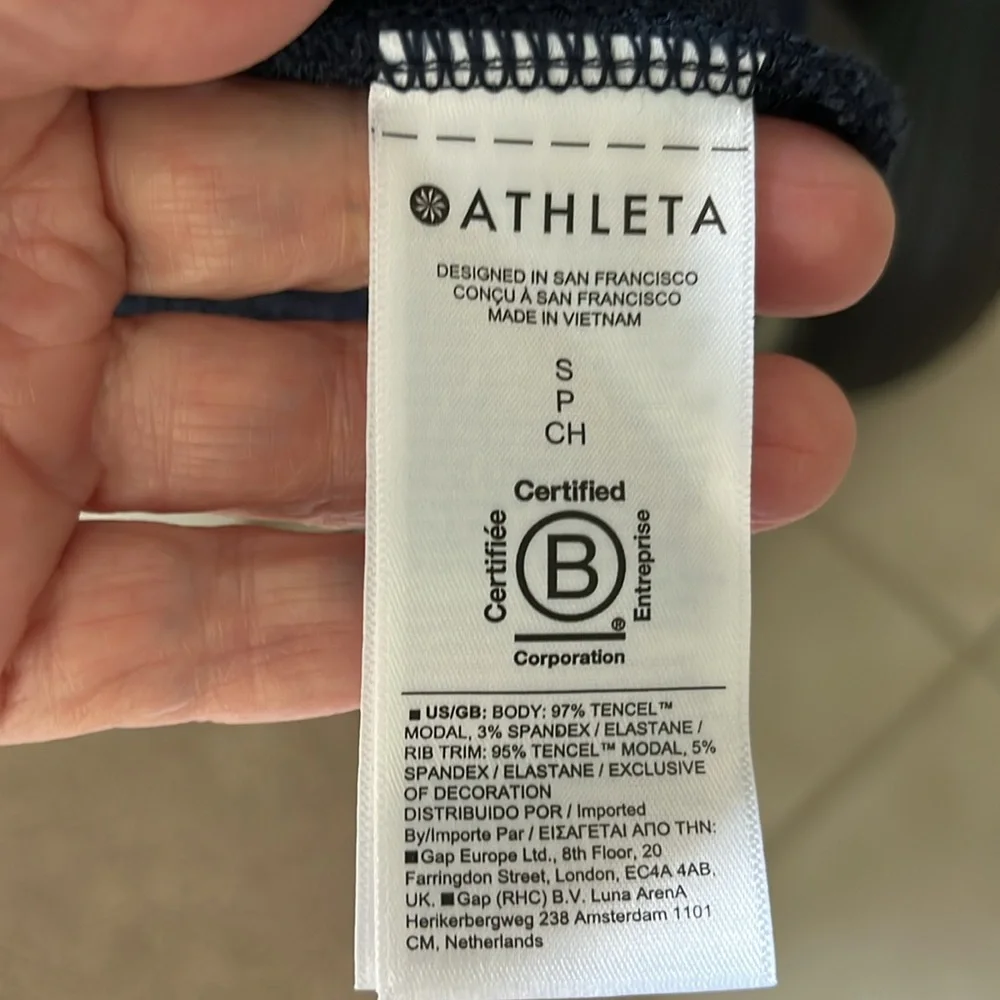 ATHLETA
DESIGNED IN SAN FRANCISCO
CONÇU À SAN FRANCISCO
MADE IN VIETNAM
S
P
CH
Certified
Certifiée
B
Entreprise
®
Corporation
US/GB: BODY: 97% TENCEL™
MODAL, 3% SPANDEX / ELASTANE /
RIB TRIM: 95% TENCEL™ MODAL, 5%
SPANDEX / ELASTANE / EXCLUSIVE
OF DECORATION
DISTRIBUIDO POR / Imported
By/Importe Par / ΕΙΣΑΓΕΤΑΙ ΑΠΟ ΤΗΝ:
Gap Europe Ltd., 8th Floor, 20
Farringdon Street, London, EC4A 4AB,
UK. Gap (RHC) B.V. Luna ArenA
Herikerbergweg 238 Amsterdam 1101
CM, Netherlands